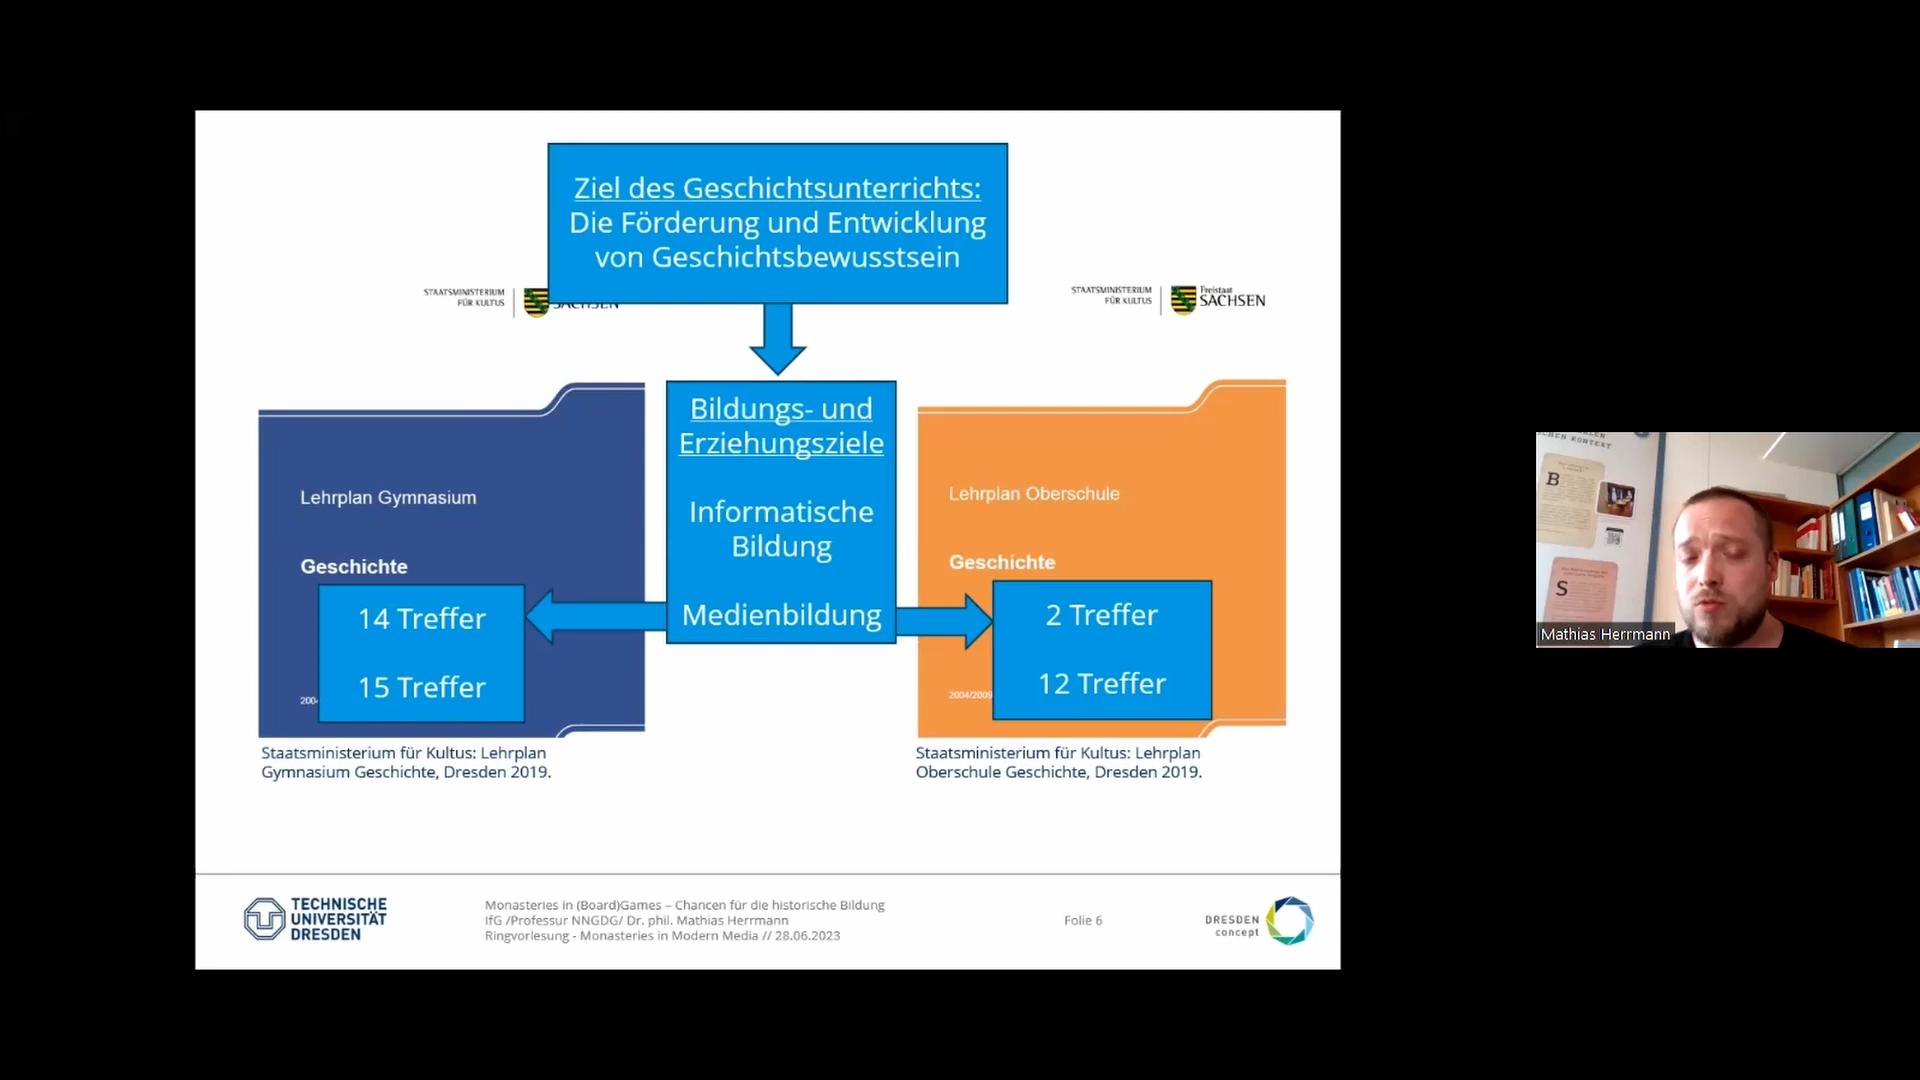 Ziel des Geschichtsunterrichts:
Die Förderung und Entwicklung
von Geschichtsbewusstsein
STAATSMINISTERIUM
FÜR KULTUS
SACHSEN
STAATSMINISTERIUM
FÜR KULTUS
Freistaat
SACHSEN
Bildungs- und
Erziehungsziele
Informatische
Bildung
Medienbildung
Lehrplan Gymnasium
Geschichte
14 Treffer
15 Treffer
200
Lehrplan Oberschule
Geschichte
2 Treffer
12 Treffer
2004/2009
Staatsministerium für Kultus: Lehrplan
Gymnasium Geschichte, Dresden 2019.
Staatsministerium für Kultus: Lehrplan
Oberschule Geschichte, Dresden 2019.
TECHNISCHE
UNIVERSITÄT
DRESDEN
Monasteries in (Board)Games – Chancen für die historische Bildung
IfG /Professur NNGDG/ Dr. phil. Mathias Herrmann
Ringvorlesung - Monasteries in Modern Media // 28.06.2023
Folie 6
DRESDEN
concept
KONTEXT
B
S
Mathias Herrmann